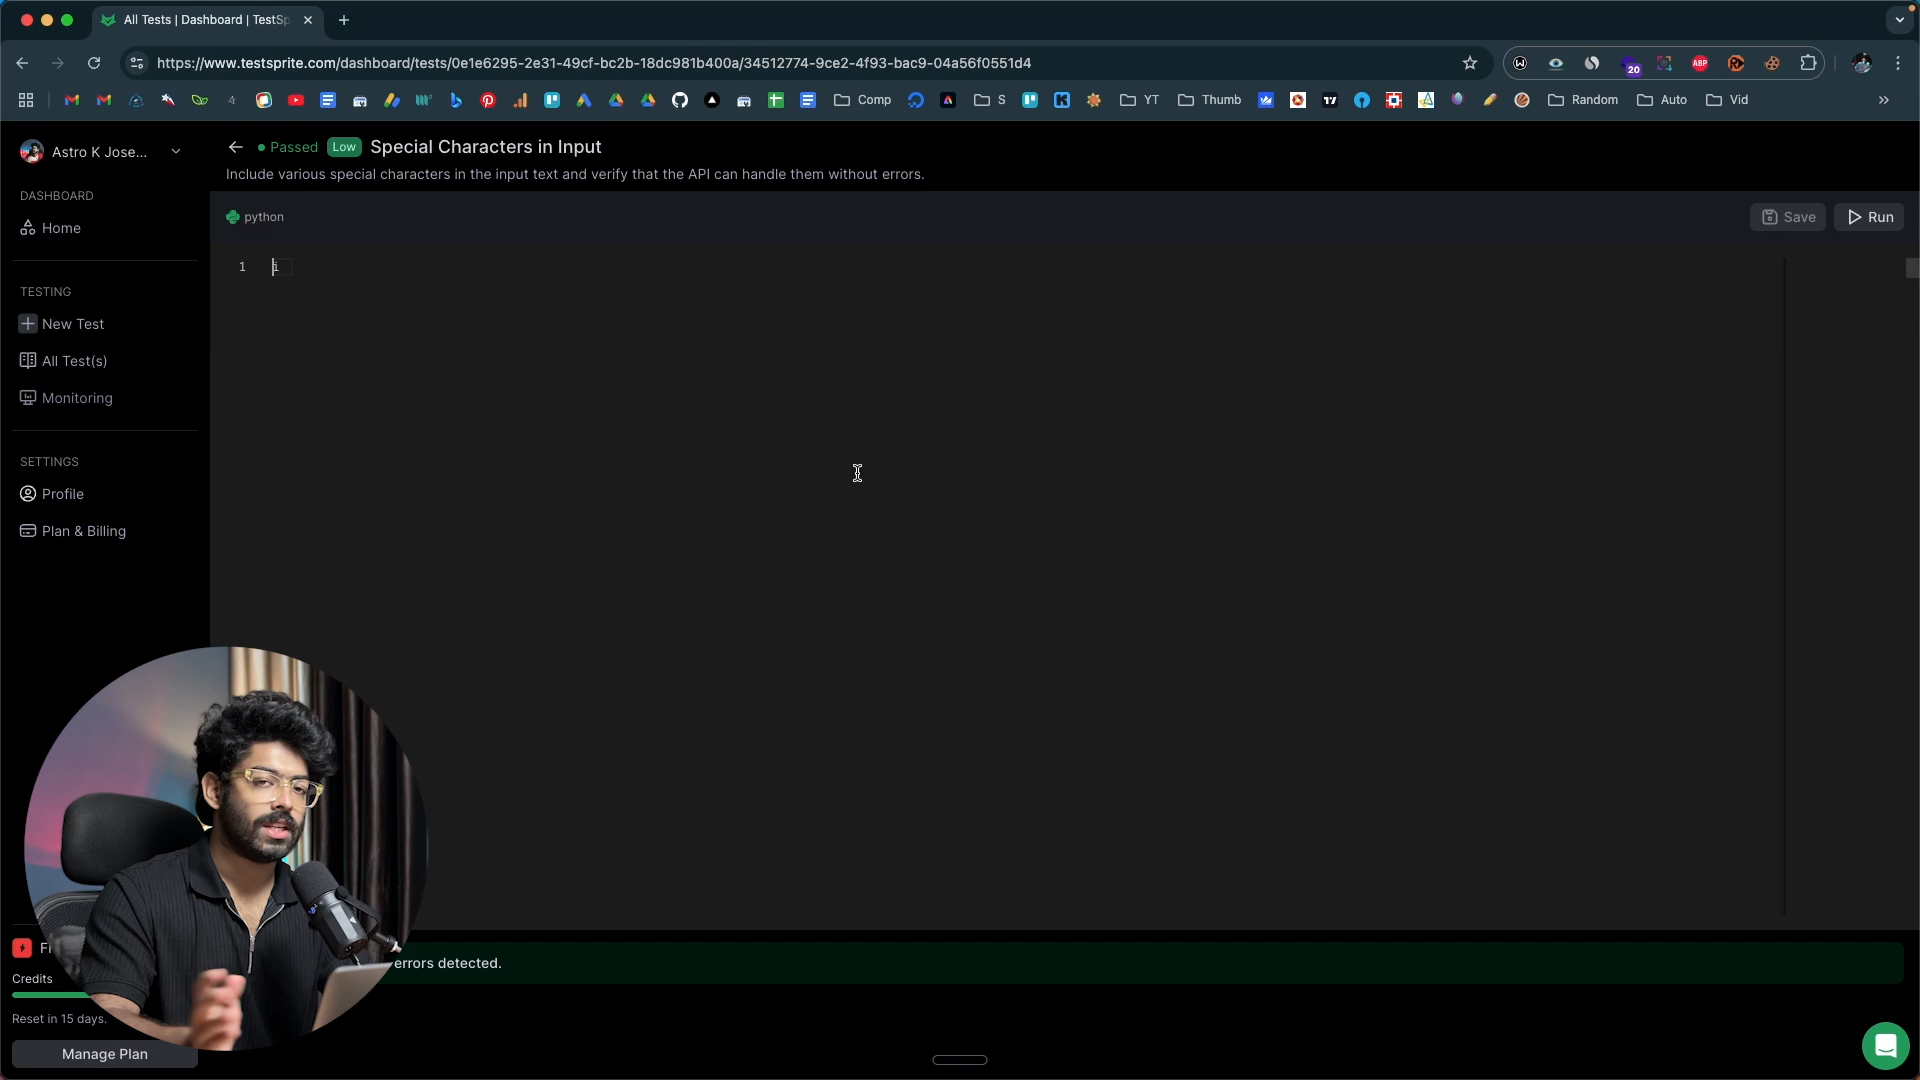 All Tests | Dashboard | TestSp
https://www.testsprite.com/dashboard/tests/0e1e6295-2e31-49cf-bc2b-18dc981b400a/34512774-9ce2-4f93-bac9-04a56f0551d4
20
ABP
Comp
S
YT
Thumb
Random
Auto
Vid
Astro K Jose...
Passed
Low
Special Characters in Input
Include various special characters in the input text and verify that the API can handle them without errors.
DASHBOARD
Home
python
Save
Run
1
i
TESTING
New Test
All Test(s)
Monitoring
SETTINGS
Profile
Plan & Billing
errors detected.
Credits
Reset in 15 days.
Manage Plan